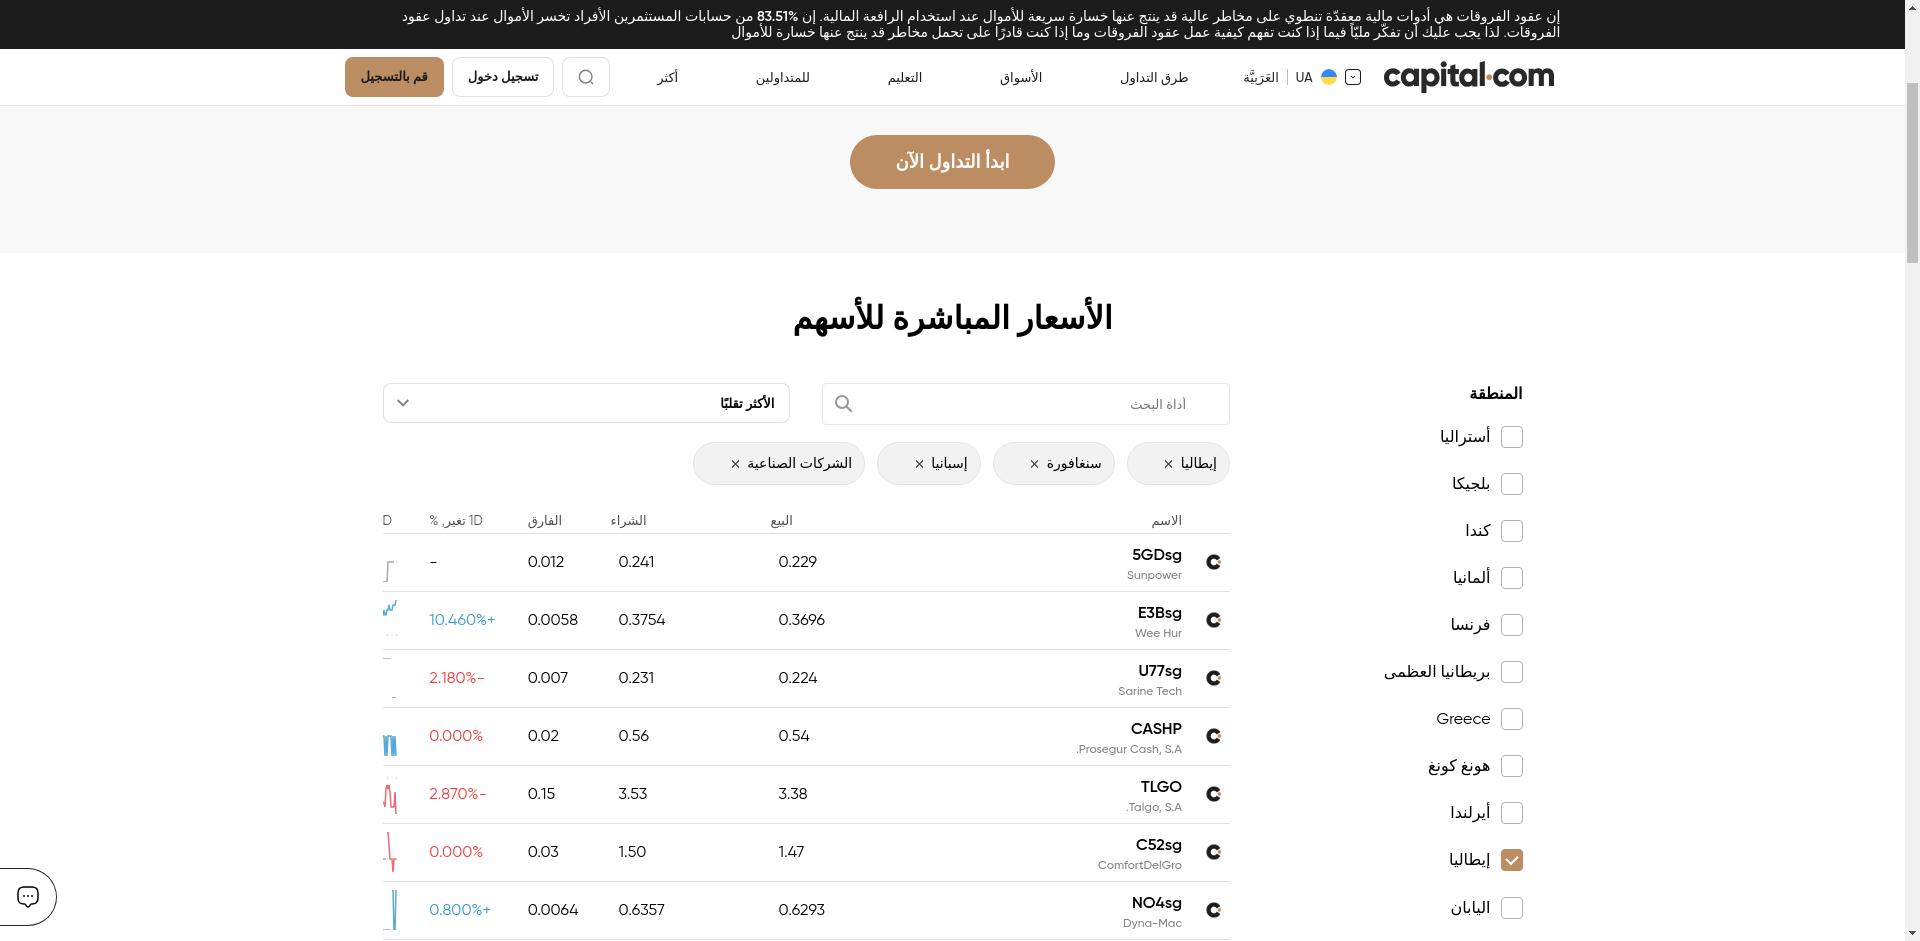 إن عقود الفروقات هي أدوات مالية معقدّة تنطوي على مخاطر عالية قد ينتج عنها خسارة سريعة للأموال عند استخدام الرافعة المالية. إن 83.51% من حسابات المستثمرين الأفراد تخسر الأموال عند تداول عقود
الفروقات. لذا يجب عليك أن تفكّر مليّاً فيما إذا كنت تفهم كيفية عمل عقود الفروقات وما إذا كنت قادرًا على تحمل مخاطر قد ينتج عنها خسارة للأموال
capital.com
UA العَرَبِيَّة
طرق التداول
الأسواق
التعليم
للمتداولين
أكثر
تسجيل دخول
قم بالتسجيل
ابدأ التداول الآن
الأسعار المباشرة للأسهم
المنطقة
أستراليا
بلجيكا
كندا
ألمانيا
فرنسا
بريطانيا العظمى
Greece
هونغ كونغ
أيرلندا
إيطاليا
اليابان
أداة البحث
الأكثر تقلبًا
إيطاليا ×
سنغافورة ×
إسبانيا ×
الشركات الصناعية ×
الاسم البيع الشراء الفارق 1D تغير, % D
5GDsg 0.229 0.241 0.012 -
Sunpower
E3Bsg 0.3696 0.3754 0.0058 10.460%+
Wee Hur
U77sg 0.224 0.231 0.007 2.180%-
Sarine Tech
CASHP 0.54 0.56 0.02 0.000%
.Prosegur Cash, S.A
TLGO 3.38 3.53 0.15 2.870%-
.Talgo, S.A
C52sg 1.47 1.50 0.03 0.000%
ComfortDelGro
NO4sg 0.6293 0.6357 0.0064 0.800%+
Dyna-Mac